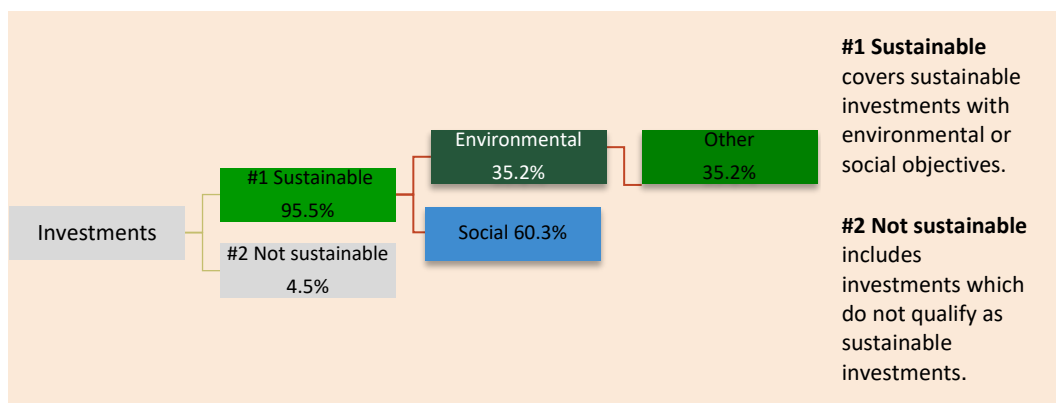 Investments
#1 Sustainable
95.5%
#2 Not sustainable
4.5%
Environmental
35.2%
Social 60.3%
Other
35.2%
#1 Sustainable
covers sustainable
investments with
environmental or
social objectives.
#2 Not sustainable
includes
investments which
do not qualify as
sustainable
investments.